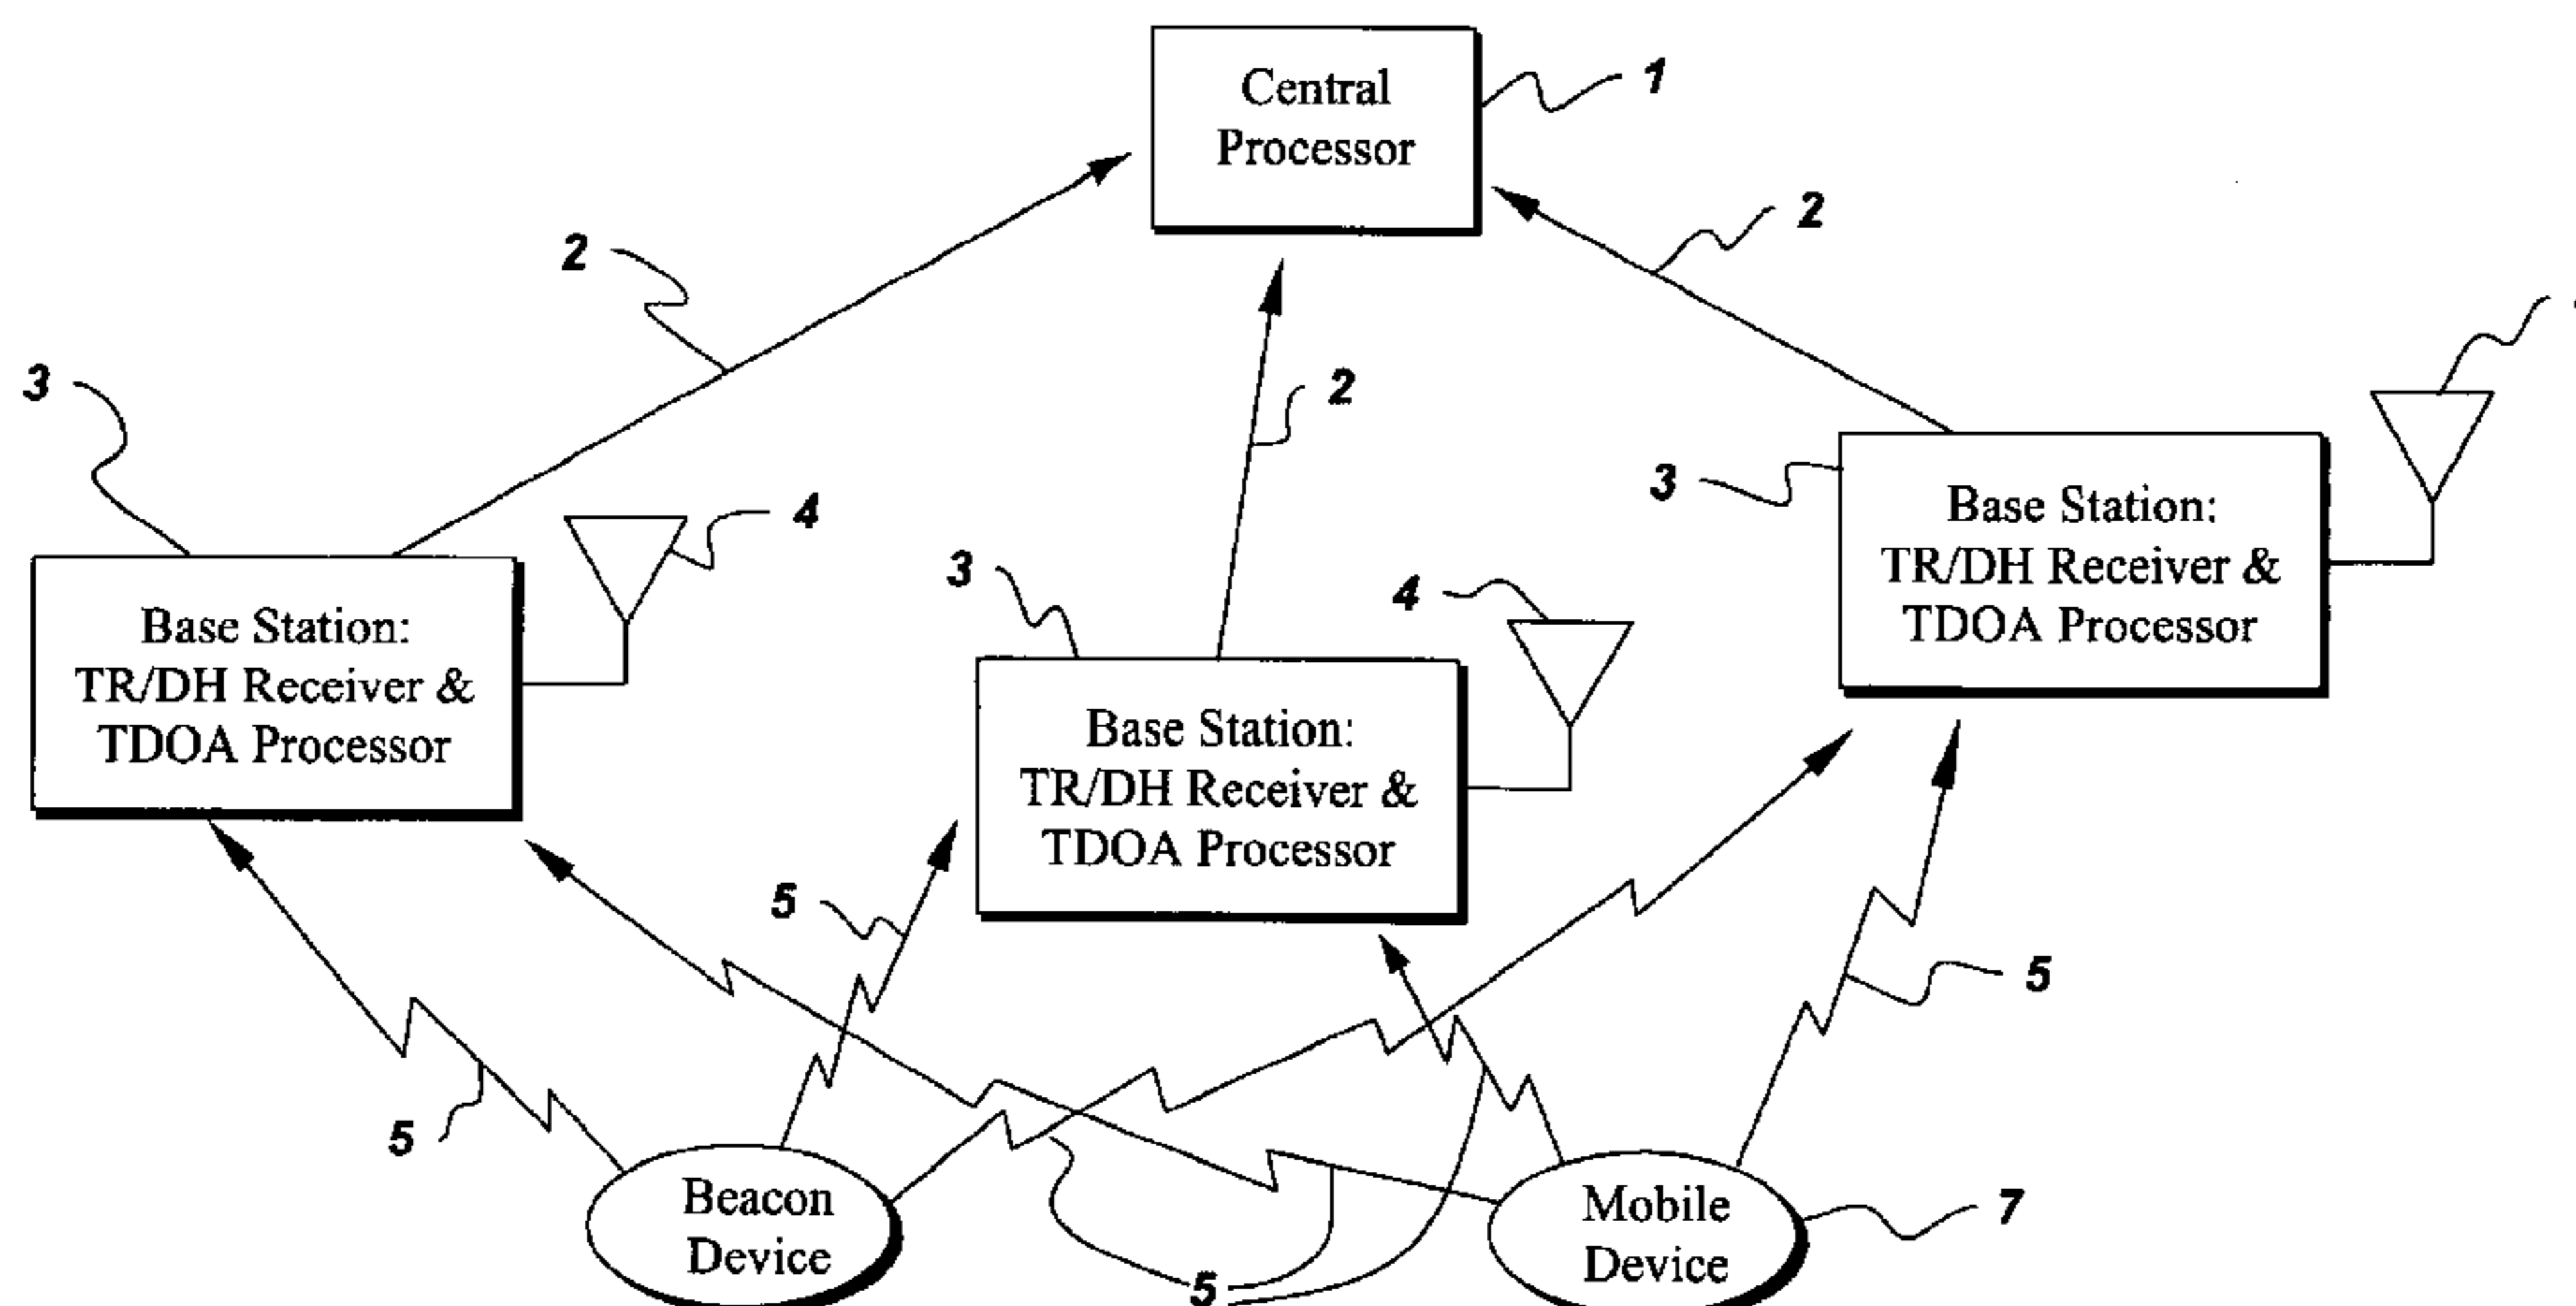 Central
Processor
1
2
2
2
3
4
3
4
3
Base Station:
TR/DH Receiver &
TDOA Processor
Base Station:
TR/DH Receiver &
TDOA Processor
Base Station:
TR/DH Receiver &
TDOA Processor
5
5
5
5
Beacon
Device
Mobile
Device
7